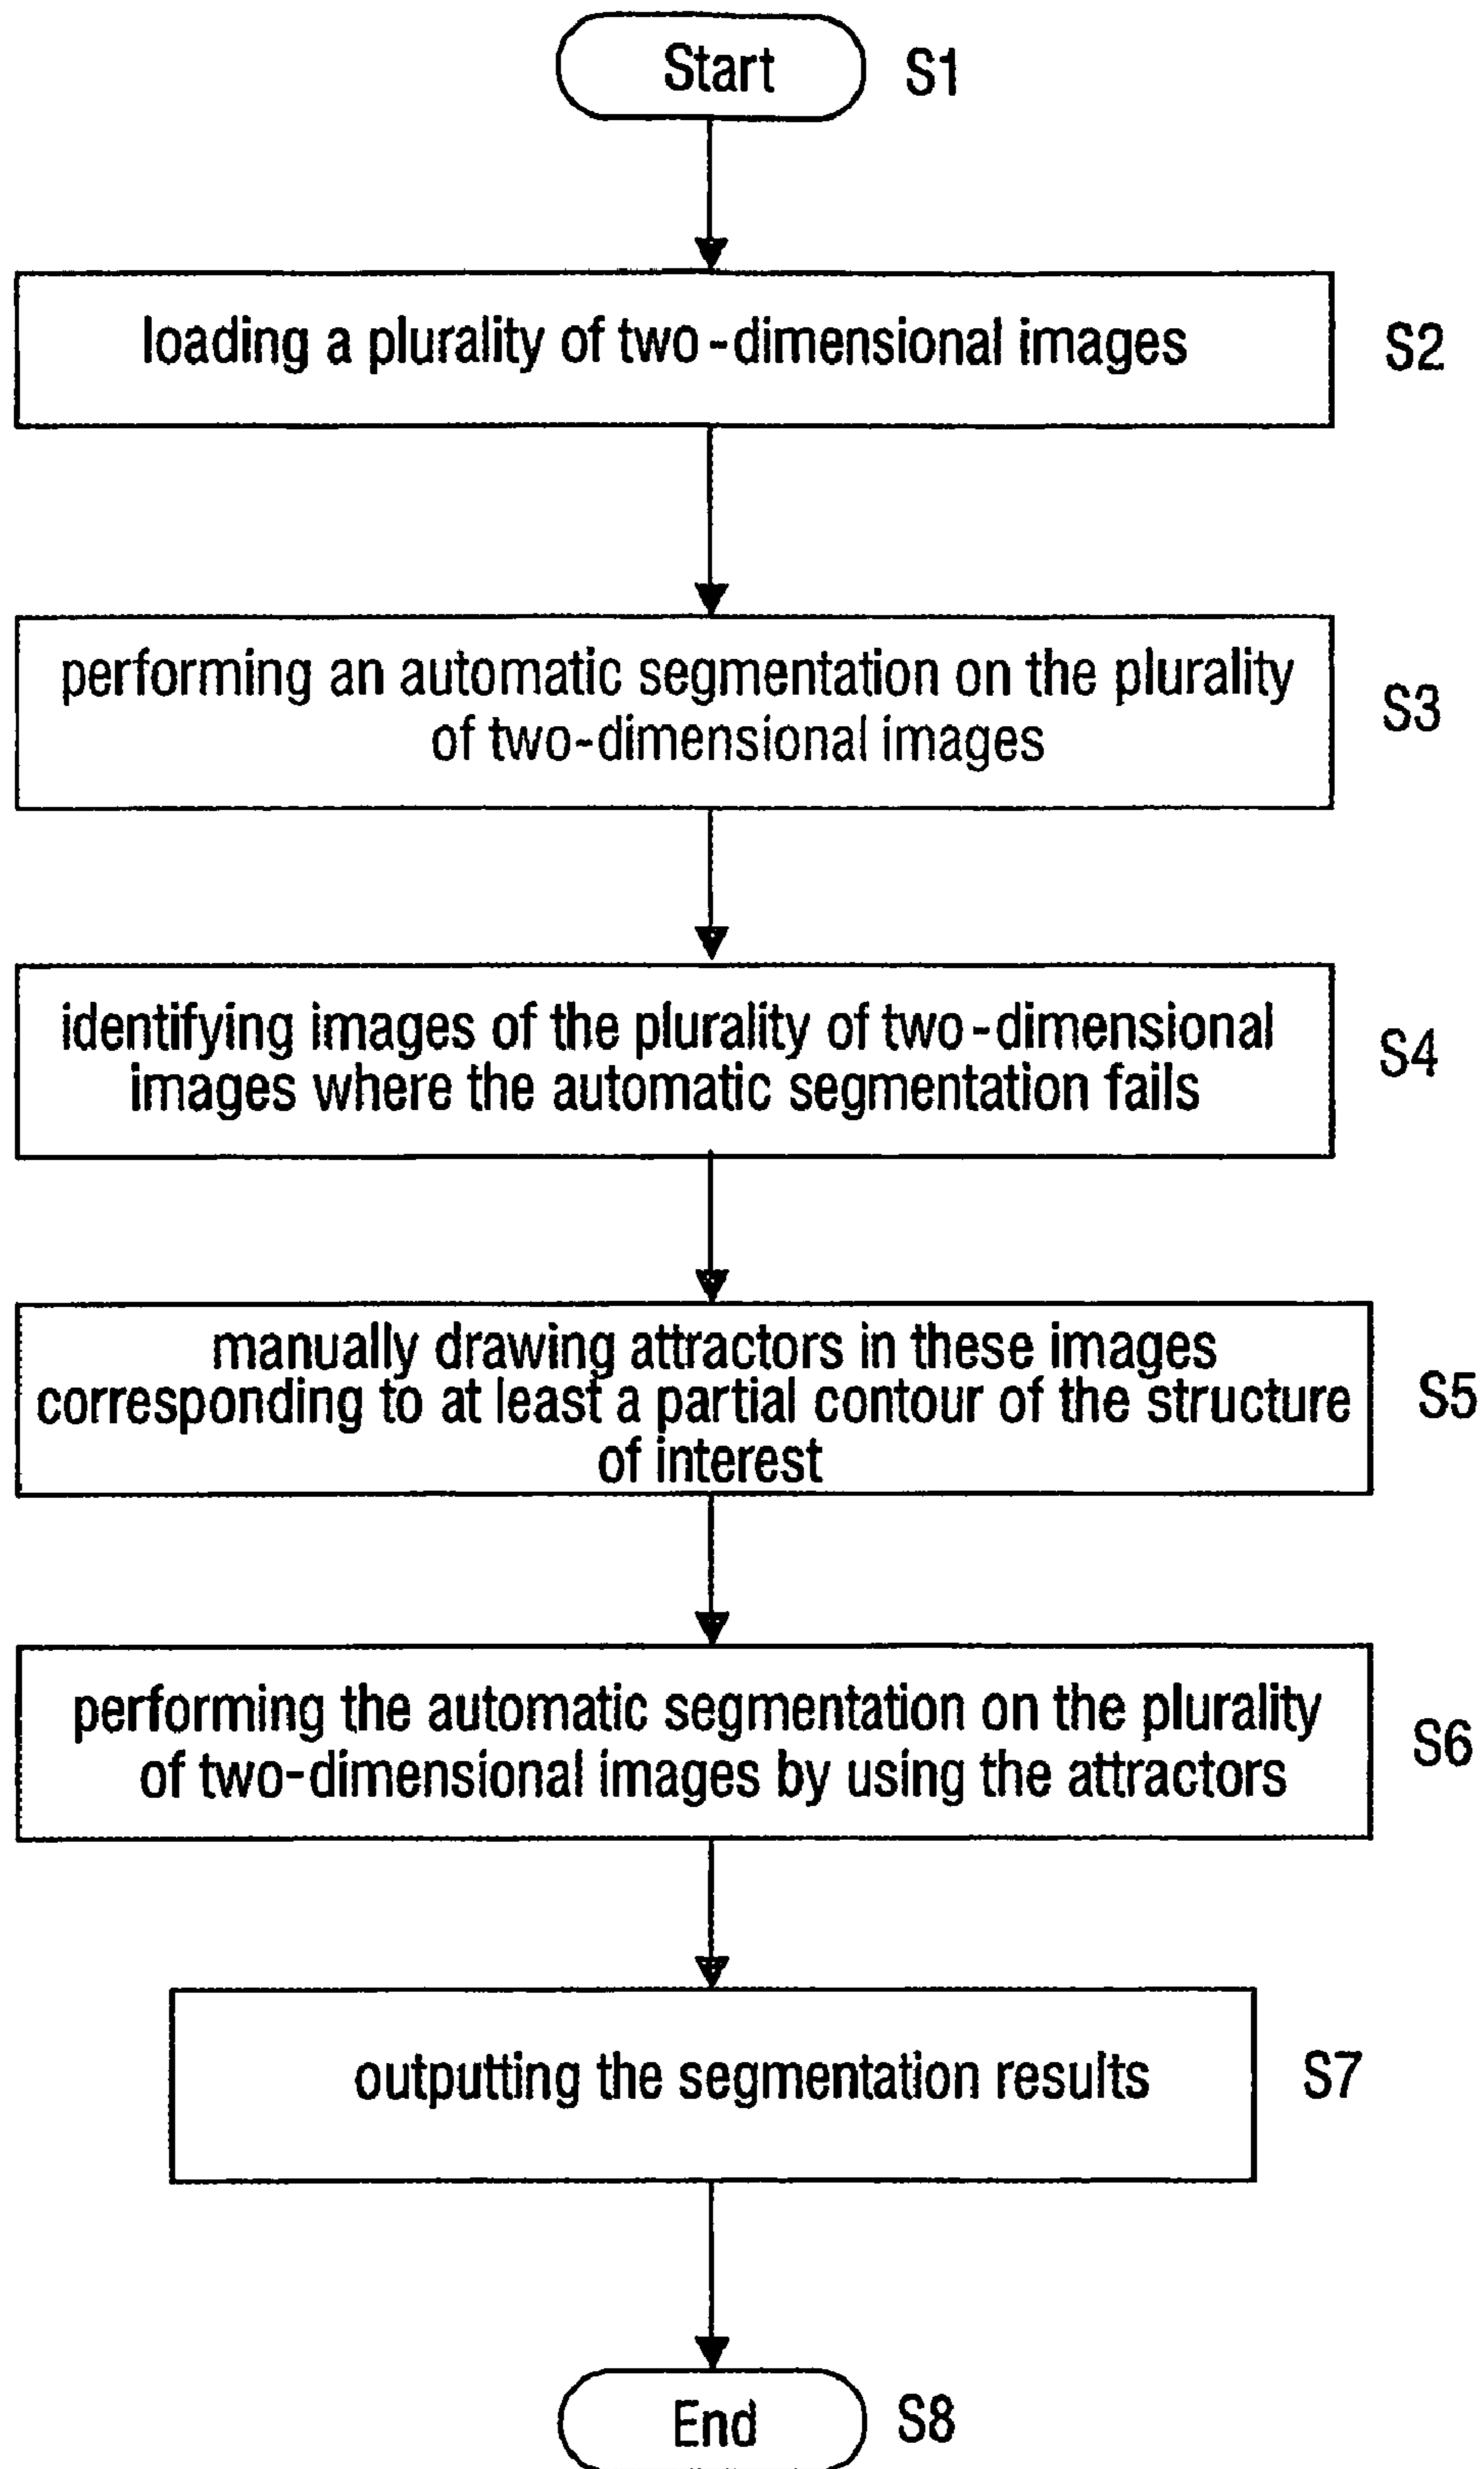 Start S1
loading a plurality of two-dimensional images S2
performing an automatic segmentation on the plurality
of two-dimensional images
S3
identifying images of the plurality of two-dimensional
images where the automatic segmentation fails
S4
manually drawing attractors in these images
corresponding to at least a partial contour of the structure
of interest
S5
performing the automatic segmentation on the plurality
of two-dimensional images by using the attractors
S6
outputting the segmentation results S7
End S8